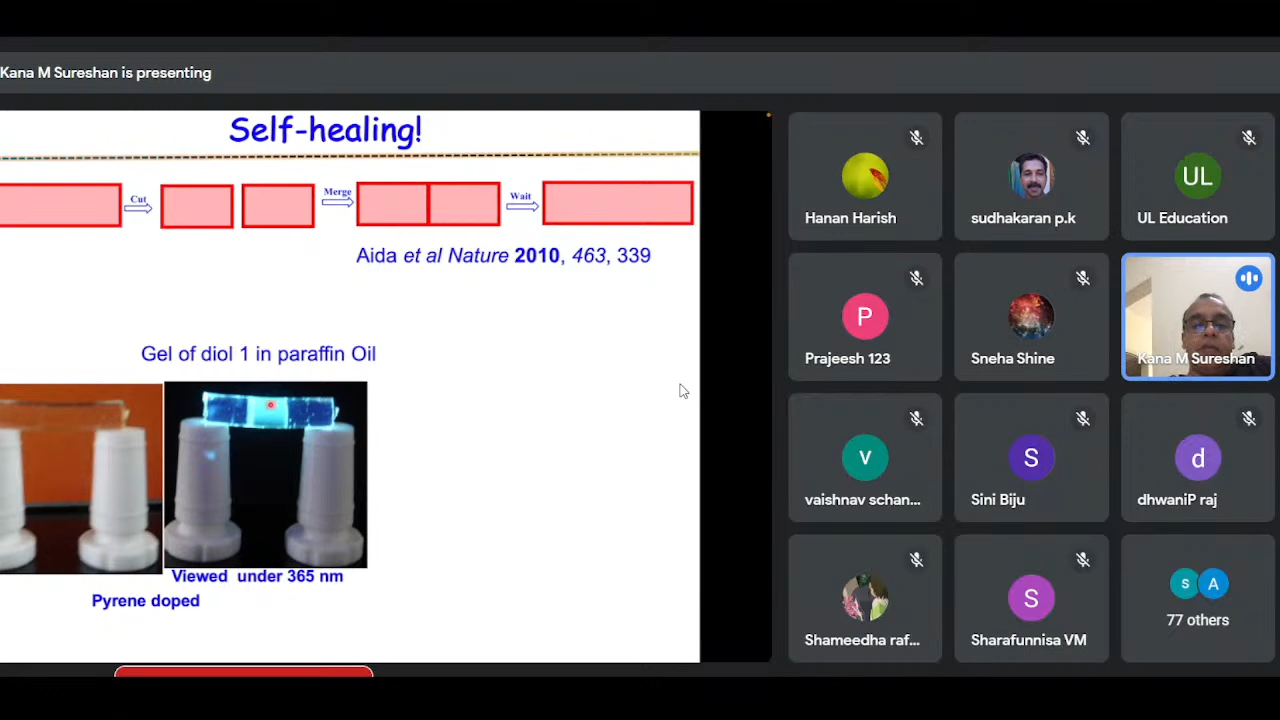 Kana M Sureshan is presenting
Self-healing!
Cut
Merge
Wait
Aida et al Nature 2010, 463, 339
Gel of diol 1 in paraffin Oil
Viewed under 365 nm
Pyrene doped
Hanan Harish
sudhakaran p.k
UL
UL Education
P
Prajeesh 123
Sneha Shine
Kana M Sureshan
v
vaishnav schan...
S
Sini Biju
d
dhwaniP raj
Shameedha raf...
S
Sharafunnisa VM
s
A
77 others